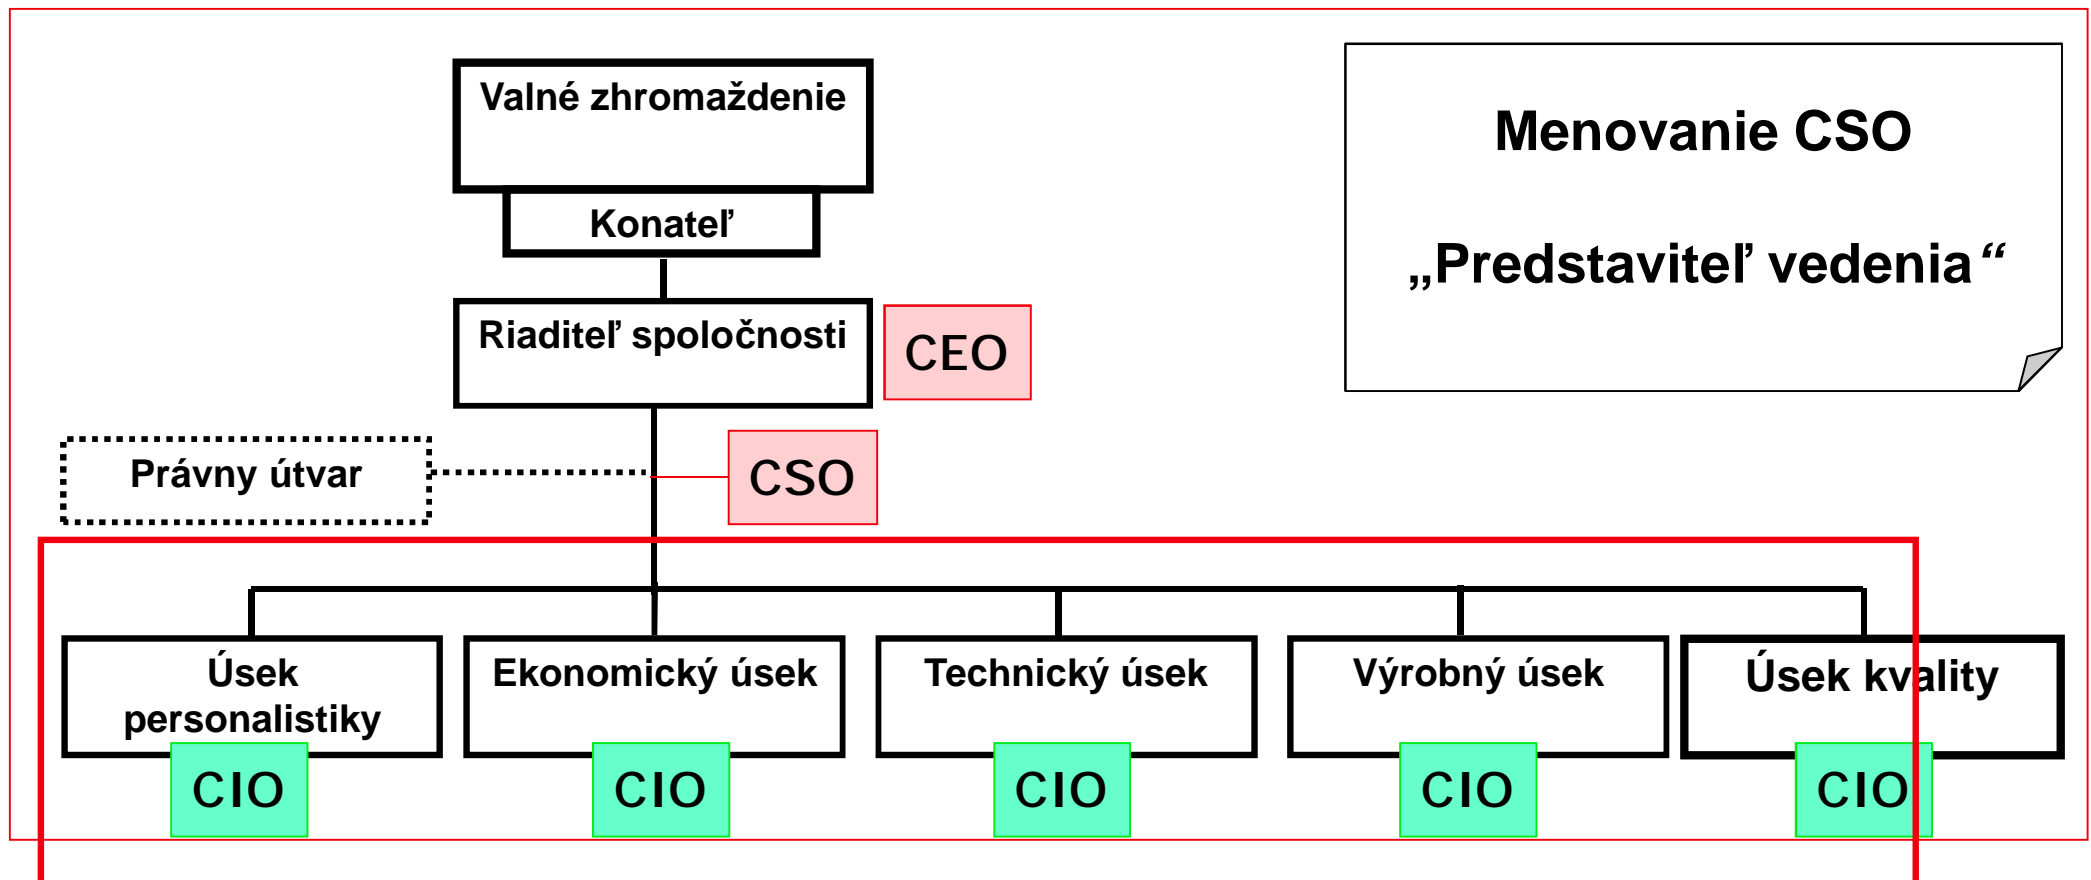 Valné zhromaždenie
Menovanie CSO
Konateľ
„Predstaviteľ vedenia“
Riaditeľ spoločnosti
CEO
Právny útvar
CSO
Úsek
personalistiky
Ekonomický úsek
Technický úsek
Výrobný úsek
Úsek kvality
CIO
CIO
CIO
CIO
CIO